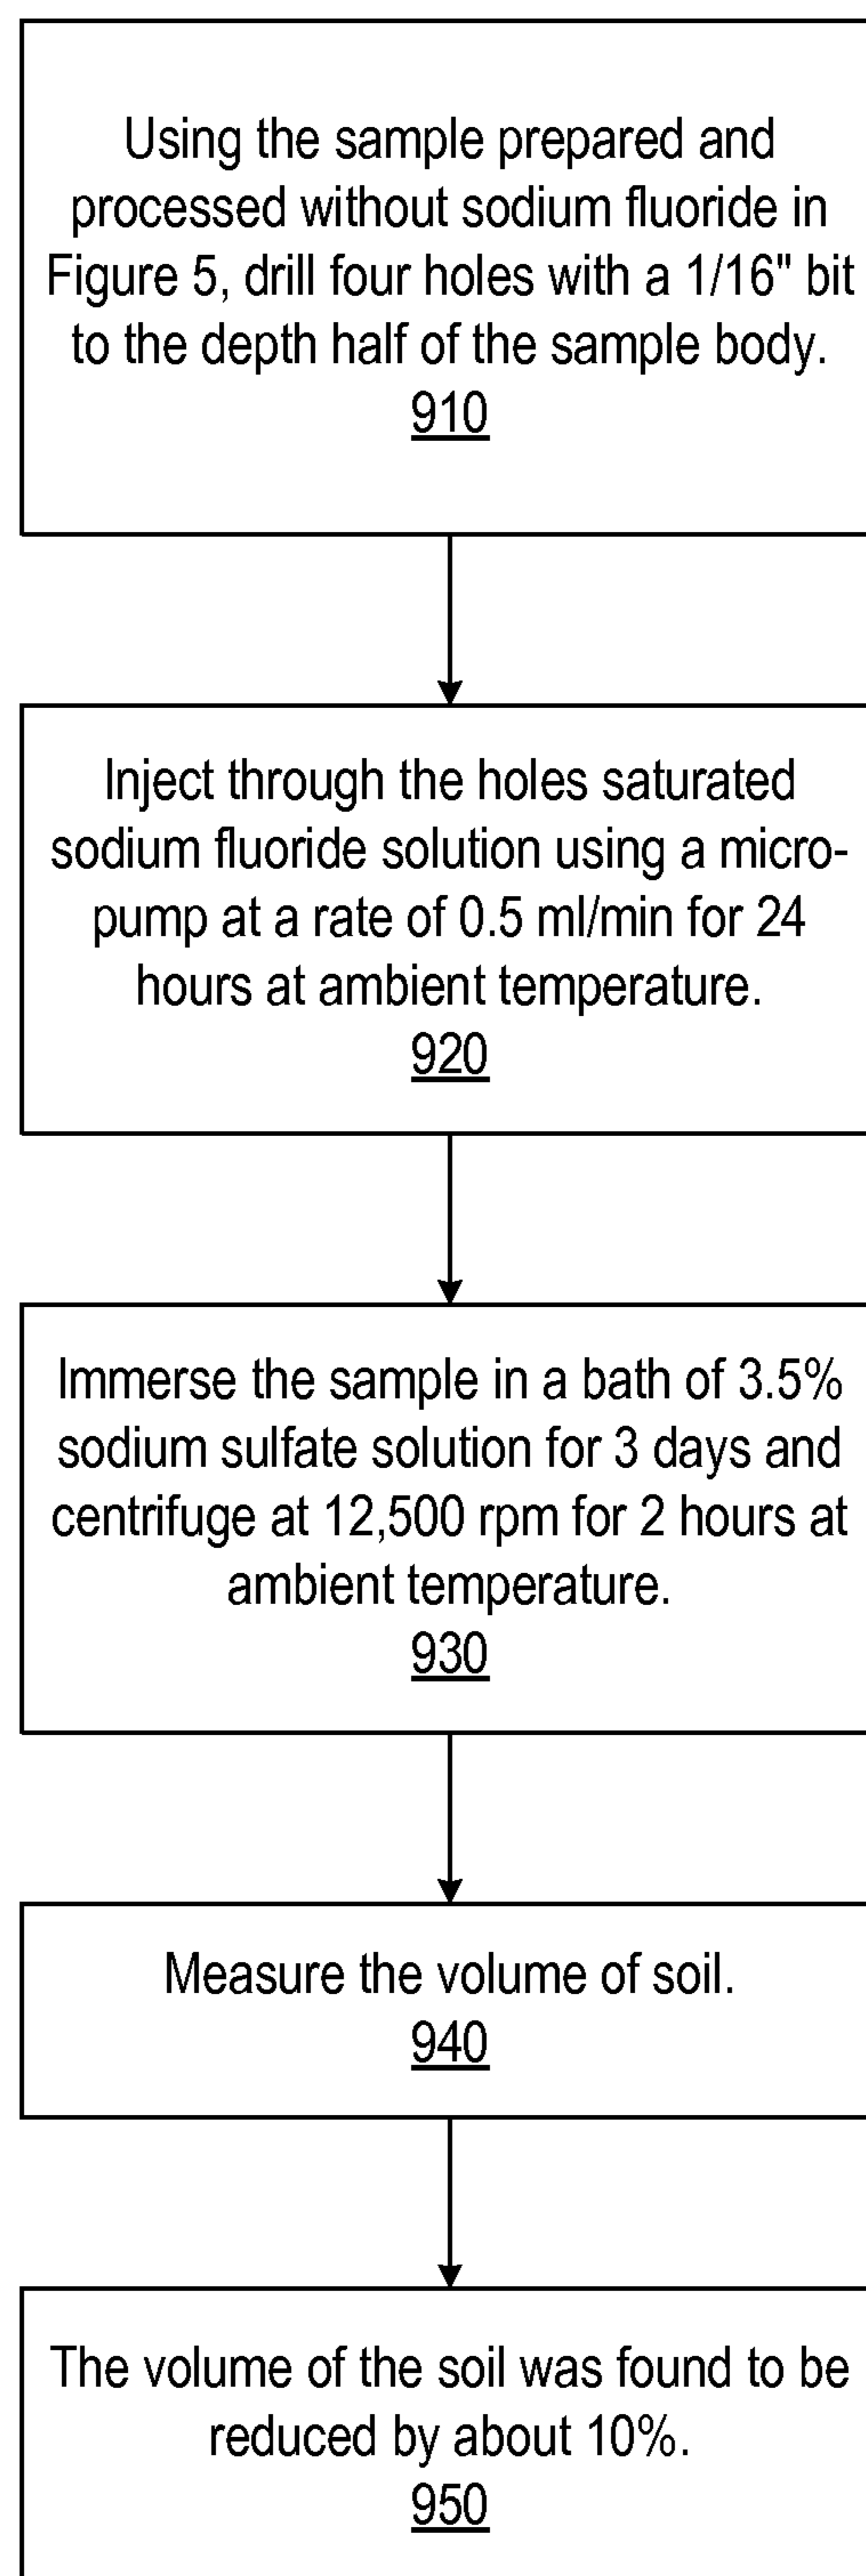 Using the sample prepared and
processed without sodium fluoride in
Figure 5, drill four holes with a 1/16" bit
to the depth half of the sample body.
910
Inject through the holes saturated
sodium fluoride solution using a micro-
pump at a rate of 0.5 ml/min for 24
hours at ambient temperature.
920
Immerse the sample in a bath of 3.5%
sodium sulfate solution for 3 days and
centrifuge at 12,500 rpm for 2 hours at
ambient temperature.
930
Measure the volume of soil.
940
The volume of the soil was found to be
reduced by about 10%.
950